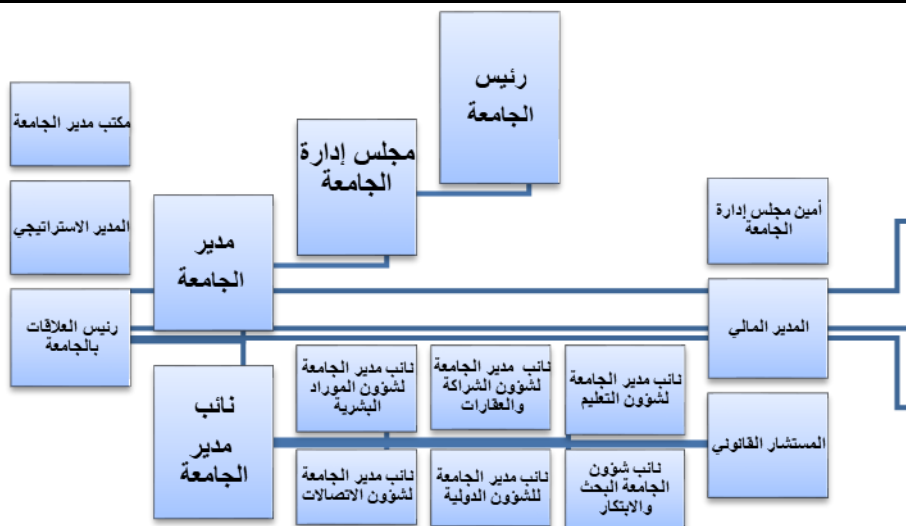 رئيس
الجامعة
مجلس إدارة
الجامعة
مكتب مدير الجامعة
المدير الاستراتيجي
رئيس العلاقات
بالجامعة
مدير
الجامعة
أمين مجلس إدارة
الجامعة
المدير المالي
المستشار القانوني
نائب
مدير
الجامعة
نائب مدير الجامعة
لشؤون التعليم
نائب مدير الجامعة
لشؤون الشراكة
والعقارات
نائب مدير الجامعة
لشؤون الموراد
البشرية
نائب شؤون
الجامعة البحث
والابتكار
نائب مدير الجامعة
للشؤون الدولية
نائب مدير الجامعة
لشؤون الاتصالات